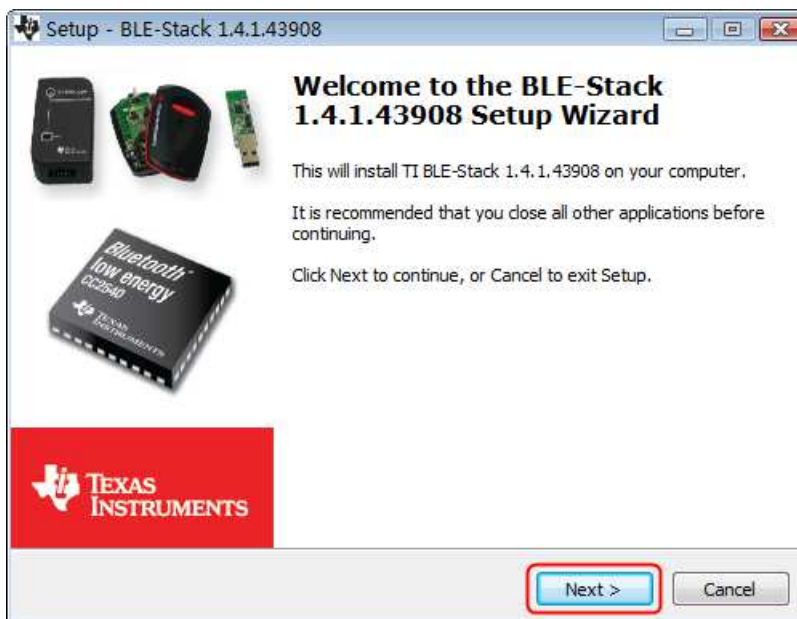 Setup - BLE-Stack 1.4.1.43908
Welcome to the BLE-Stack
1.4.1.43908 Setup Wizard
This will install TI BLE-Stack 1.4.1.43908 on your computer.
It is recommended that you close all other applications before
continuing.
Click Next to continue, or Cancel to exit Setup.
Bluetooth
low energy
CC2540
TEXAS
INSTRUMENTS
TEXAS
INSTRUMENTS
Next >
Cancel